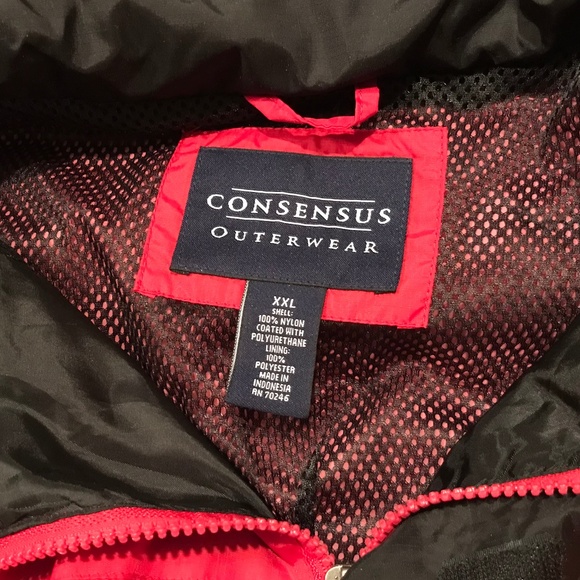 CONSENSUS
OUTERWEAR
XXL
SHELL:
100% NYLON
COATED WITH
POLYURETHANE
LINING:
100%
POLYESTER
MADE IN
INDONESIA
RN 70246